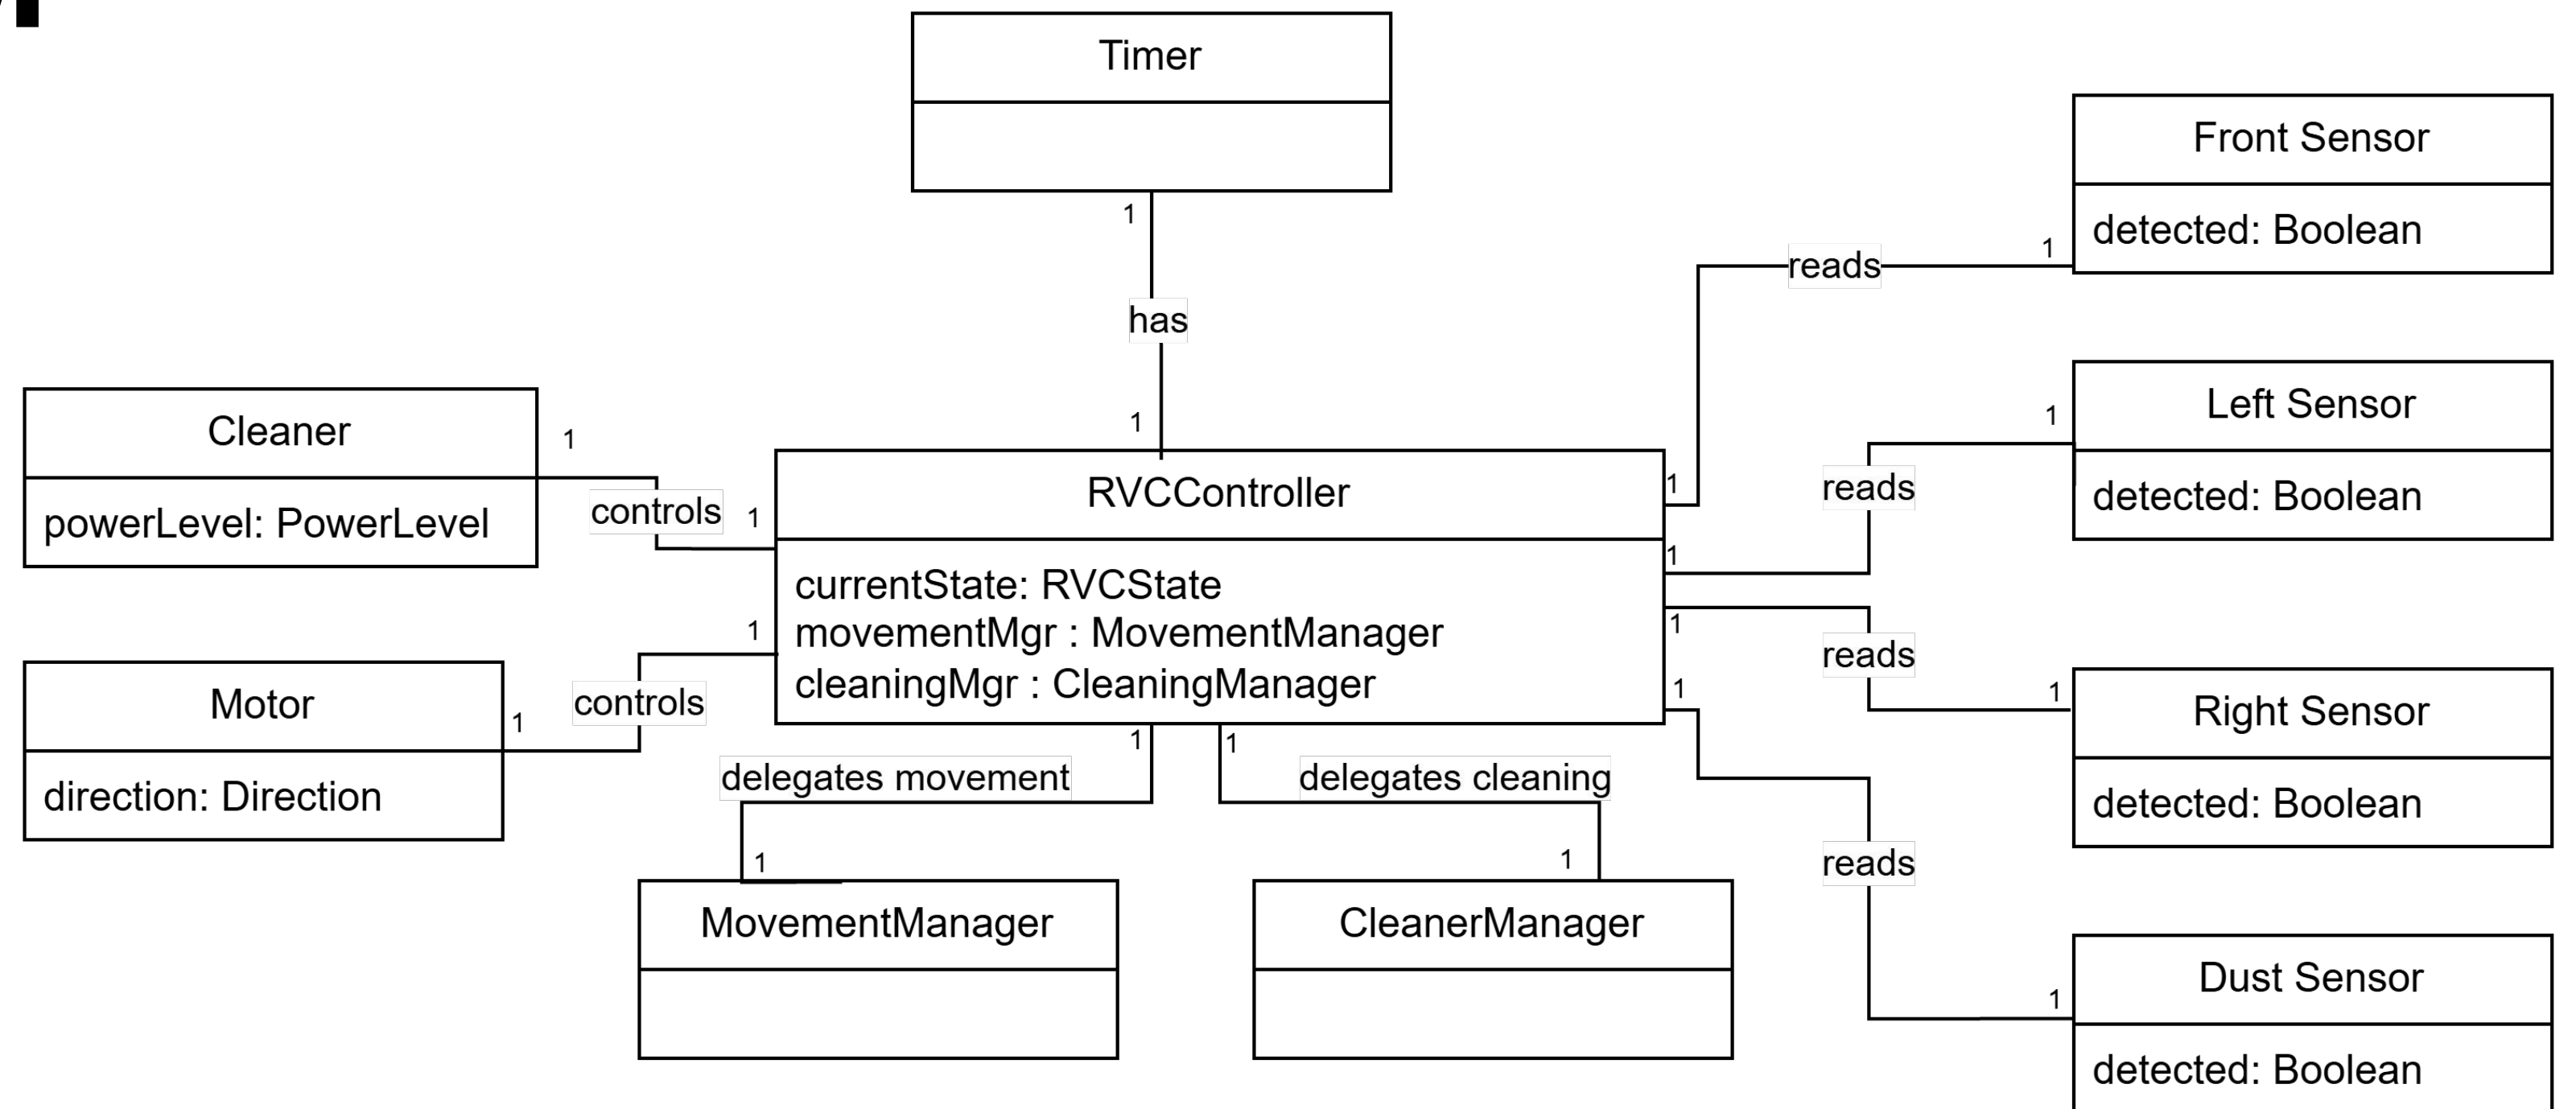 Timer
1
has
1
Front Sensor
detected: Boolean
reads
1
1
Left Sensor
detected: Boolean
reads
1
1
Cleaner
powerLevel: PowerLevel
1
controls
1
RVCController
currentState: RVCState
movementMgr : MovementManager
cleaningMgr : CleaningManager
Motor
direction: Direction
1
controls
1
1
reads
1
Right Sensor
detected: Boolean
1
delegates movement
1
1
delegates cleaning
1
MovementManager
CleanerManager
1
reads
1
Dust Sensor
detected: Boolean